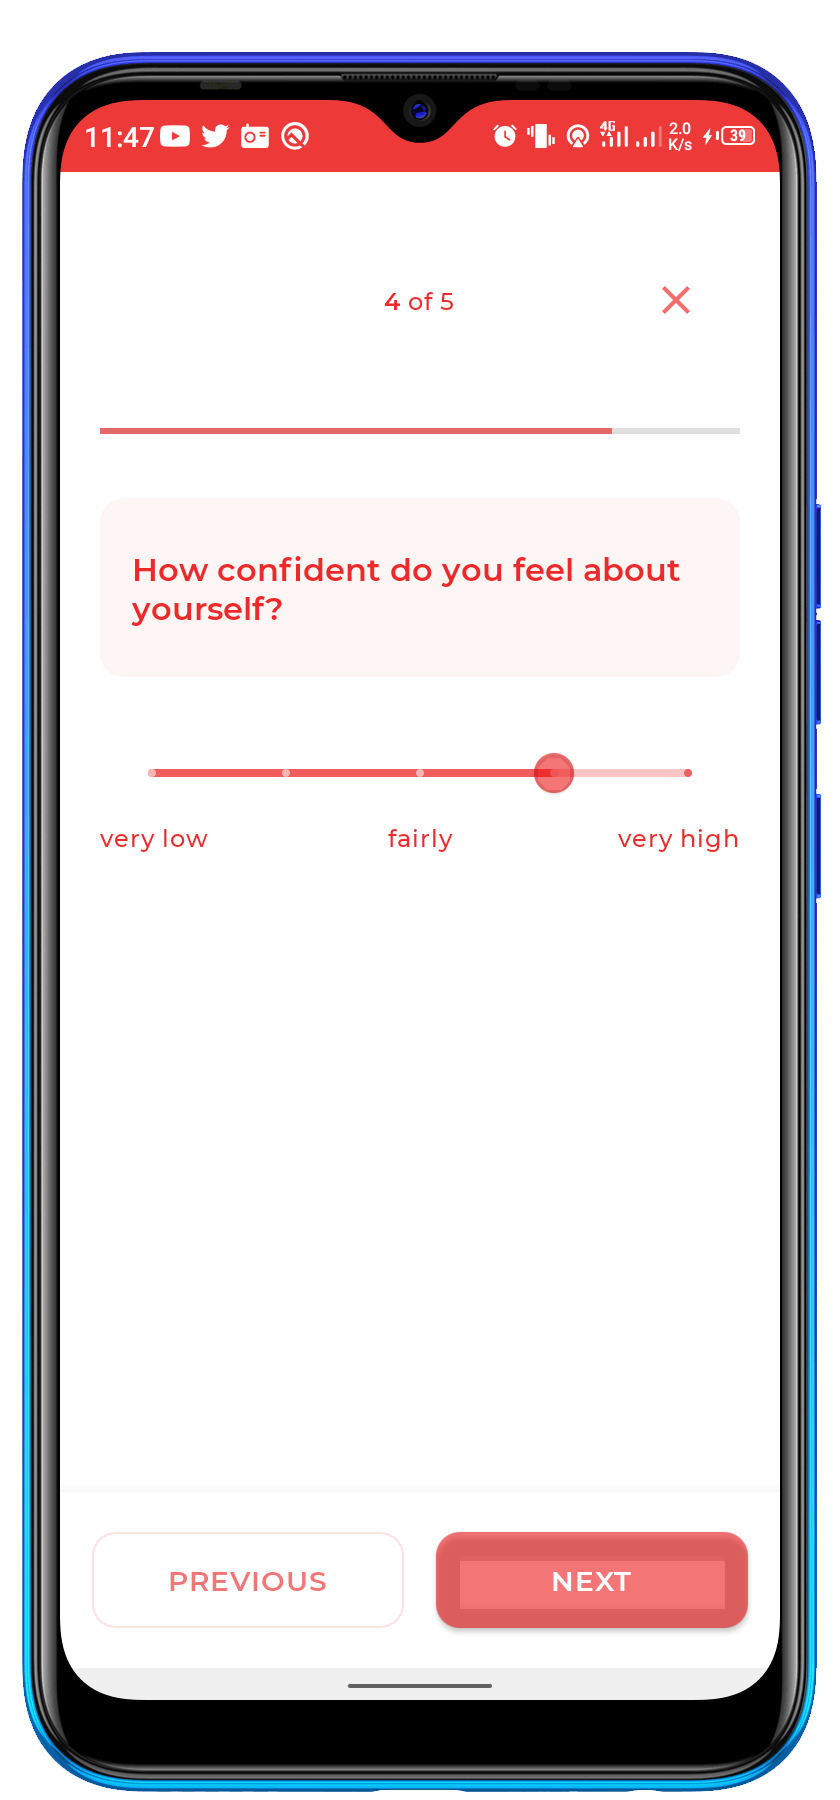 11:47
4G
2.0
K/s
39
4 of 5
How confident do you feel about
yourself?
very low fairly very high
PREVIOUS NEXT